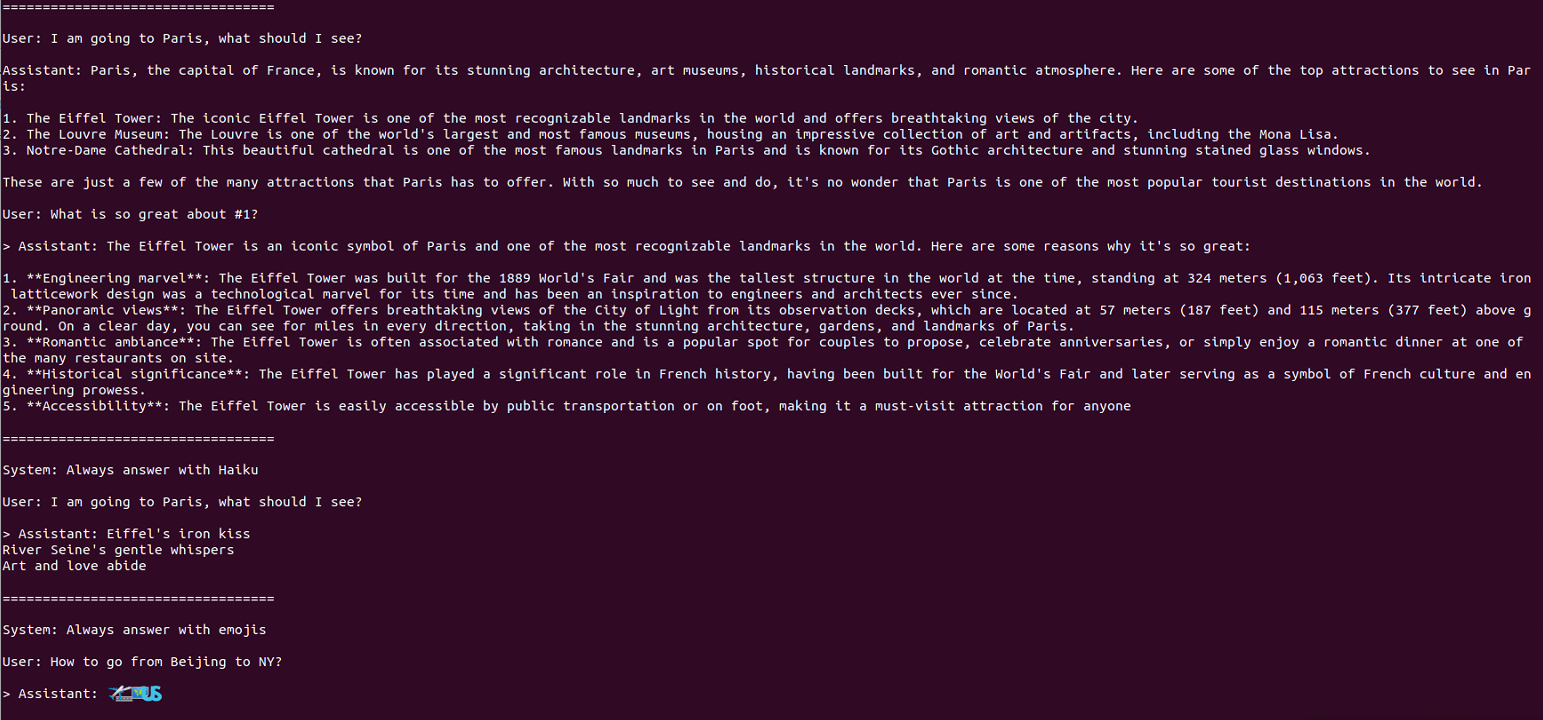 ==================================
User: I am going to Paris, what should I see?
Assistant: Paris, the capital of France, is known for its stunning architecture, art museums, historical landmarks, and romantic atmosphere. Here are some of the top attractions to see in Par
is:
1. The Eiffel Tower: The iconic Eiffel Tower is one of the most recognizable landmarks in the world and offers breathtaking views of the city.
2. The Louvre Museum: The Louvre is one of the world's largest and most famous museums, housing an impressive collection of art and artifacts, including the Mona Lisa.
3. Notre-Dame Cathedral: This beautiful cathedral is one of the most famous landmarks in Paris and is known for its Gothic architecture and stunning stained glass windows.
These are just a few of the many attractions that Paris has to offer. With so much to see and do, it's no wonder that Paris is one of the most popular tourist destinations in the world.
User: What is so great about #1?
> Assistant: The Eiffel Tower is an iconic symbol of Paris and one of the most recognizable landmarks in the world. Here are some reasons why it's so great:
1. **Engineering marvel**: The Eiffel Tower was built for the 1889 World's Fair and was the tallest structure in the world at the time, standing at 324 meters (1,063 feet). Its intricate iron
 latticework design was a technological marvel for its time and has been an inspiration to engineers and architects ever since.
2. **Panoramic views**: The Eiffel Tower offers breathtaking views of the City of Light from its observation decks, which are located at 57 meters (187 feet) and 115 meters (377 feet) above g
round. On a clear day, you can see for miles in every direction, taking in the stunning architecture, gardens, and landmarks of Paris.
3. **Romantic ambiance**: The Eiffel Tower is often associated with romance and is a popular spot for couples to propose, celebrate anniversaries, or simply enjoy a romantic dinner at one of
the many restaurants on site.
4. **Historical significance**: The Eiffel Tower has played a significant role in French history, having been built for the World's Fair and later serving as a symbol of French culture and en
gineering prowess.
5. **Accessibility**: The Eiffel Tower is easily accessible by public transportation or on foot, making it a must-visit attraction for anyone
==================================
System: Always answer with Haiku
User: I am going to Paris, what should I see?
> Assistant: Eiffel's iron kiss
River Seine's gentle whispers
Art and love abide
==================================
System: Always answer with emojis
User: How to go from Beijing to NY?
> Assistant: